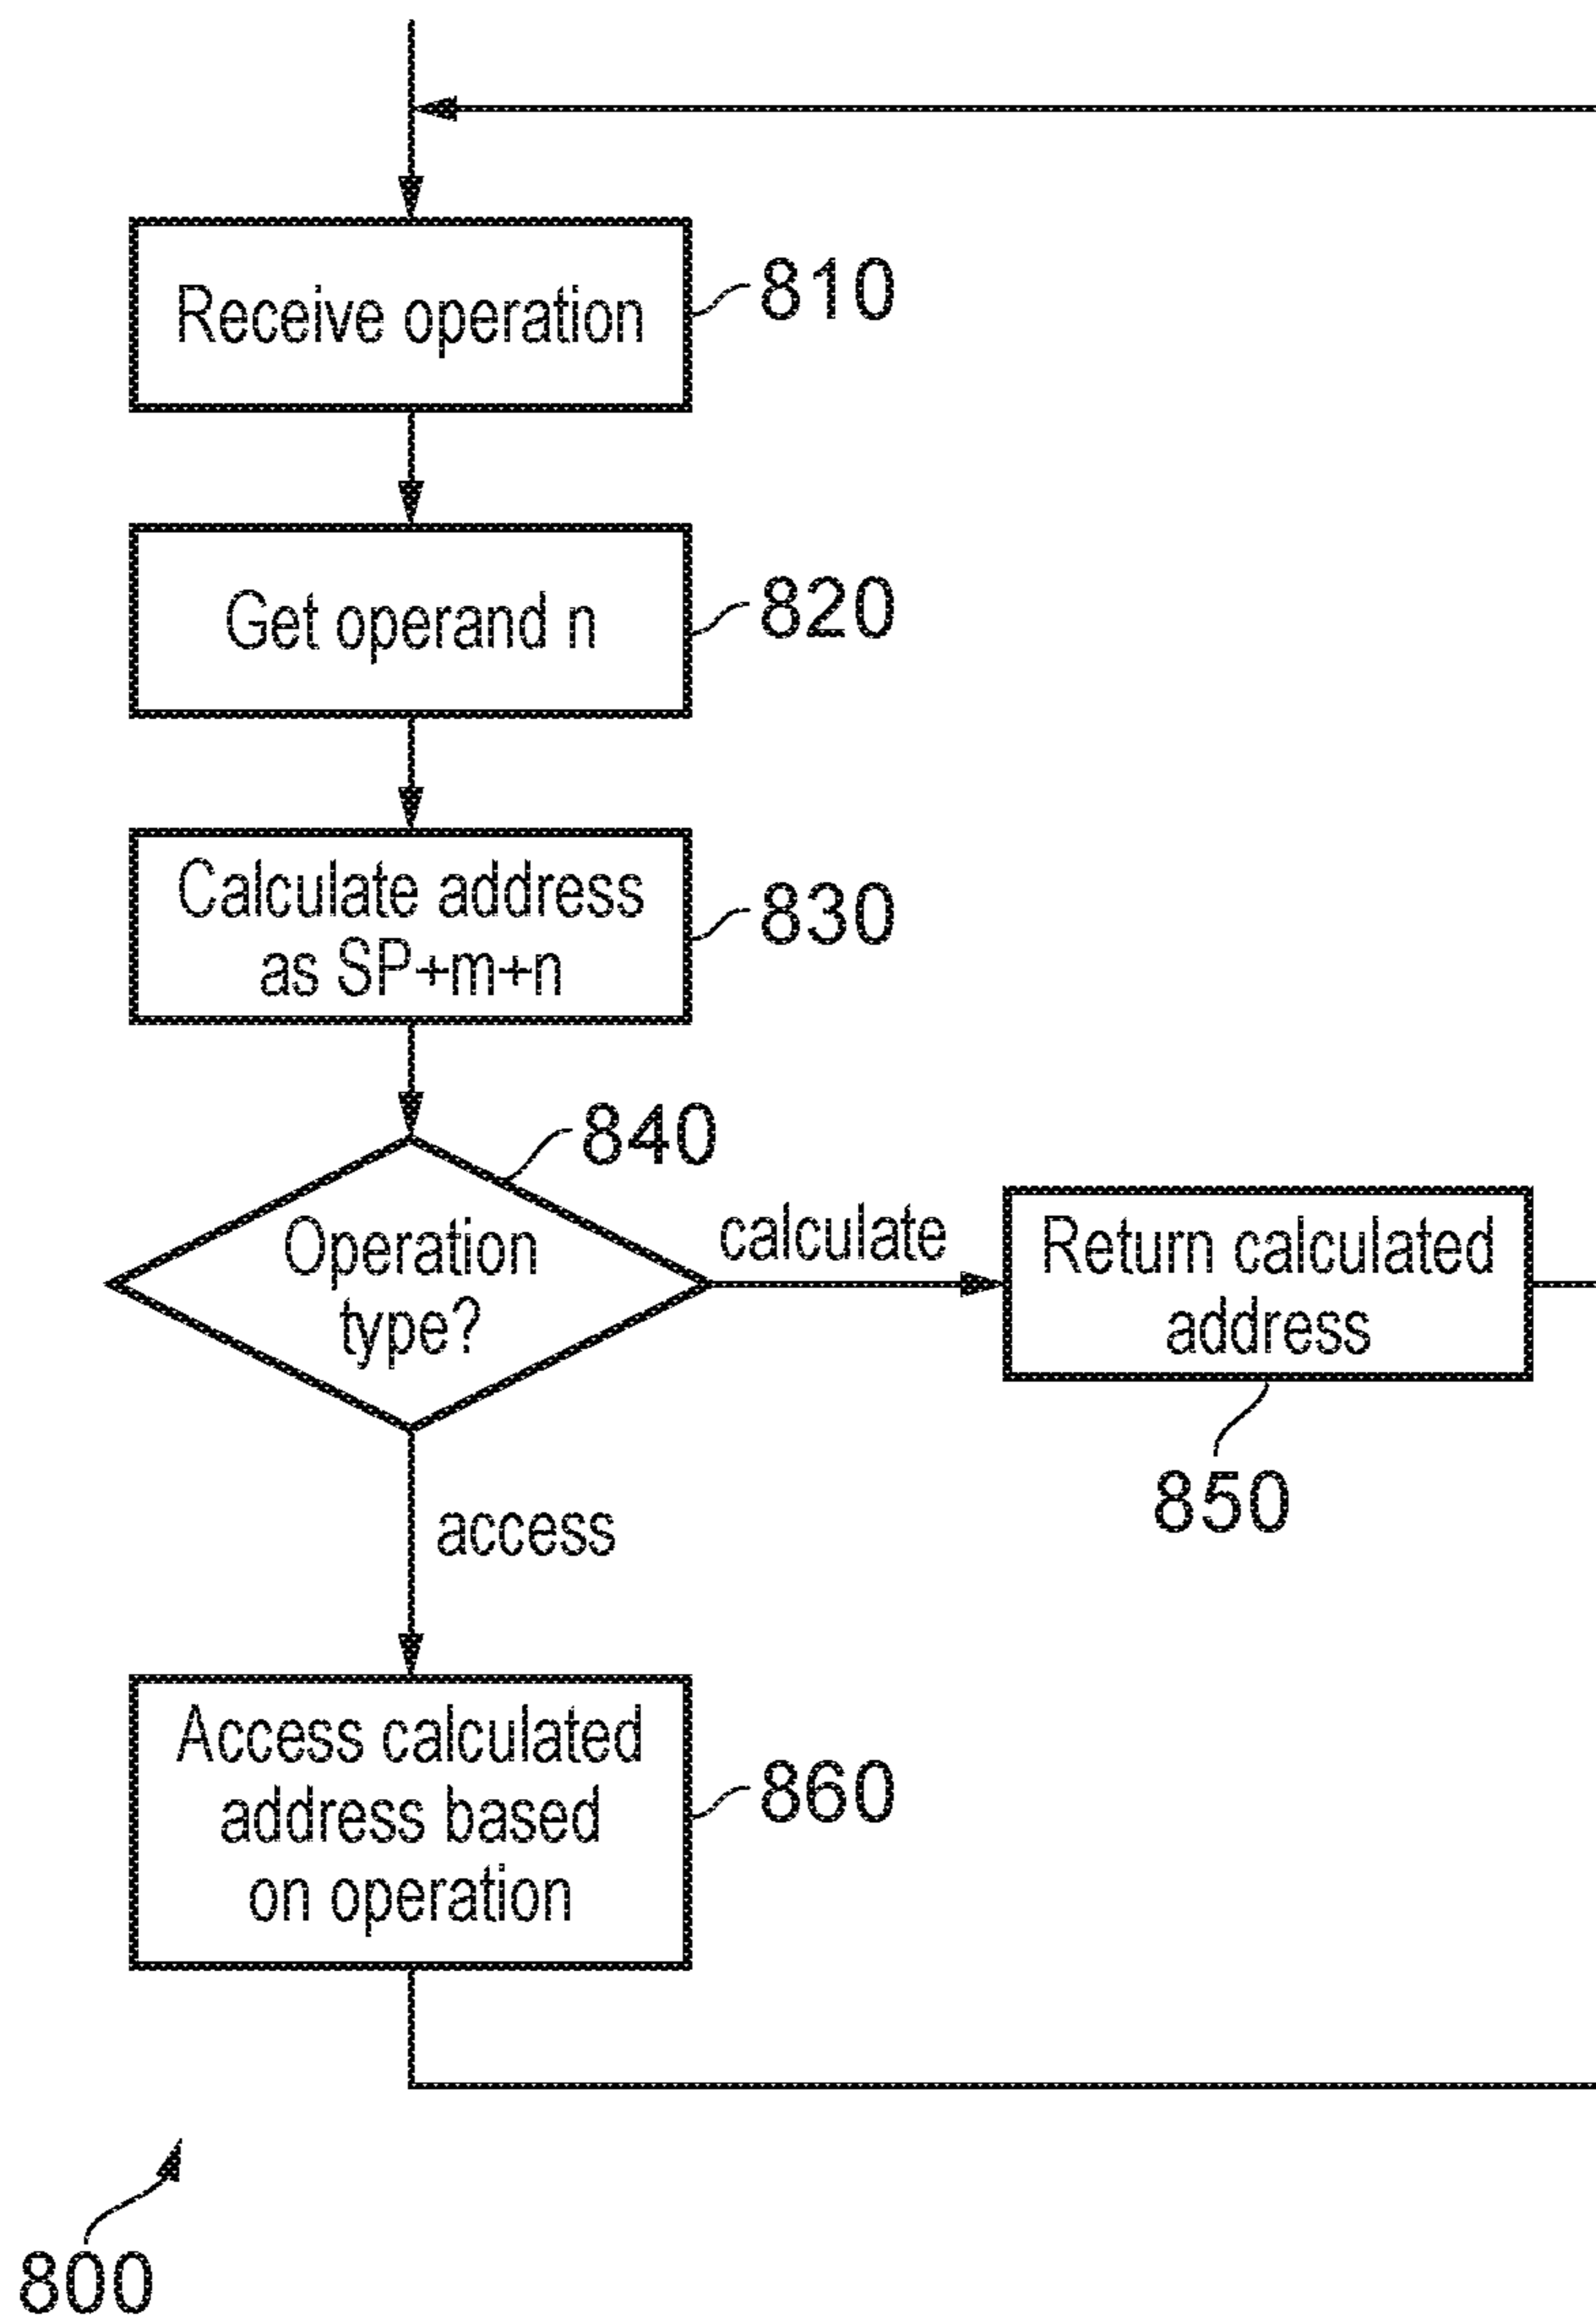 Receive operation
810
Get operand n
820
Calculate address
as SP+m+n
830
840
Operation
type?
calculate
Return calculated
address
850
access
Access calculated
address based
on operation
860
800